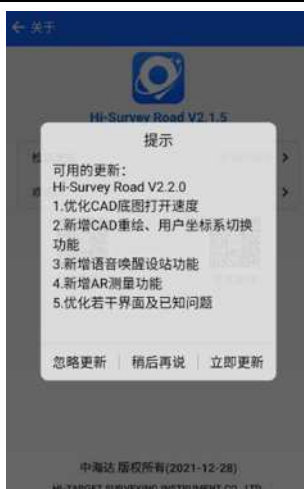 ← 关于
Hi-Survey Road V2.1.5
提示
可用的更新：
Hi-Survey Road V2.2.0
1.优化CAD底图打开速度
2.新增CAD重绘、用户坐标系切换
功能
3.新增语音唤醒设站功能
4.新增AR测量功能
5.优化若干界面及已知问题
忽略更新 稍后再说 立即更新
中海达 版权所有(2021-12-28)
HI-TARGET SURVEYING INSTRUMENT CO., LTD